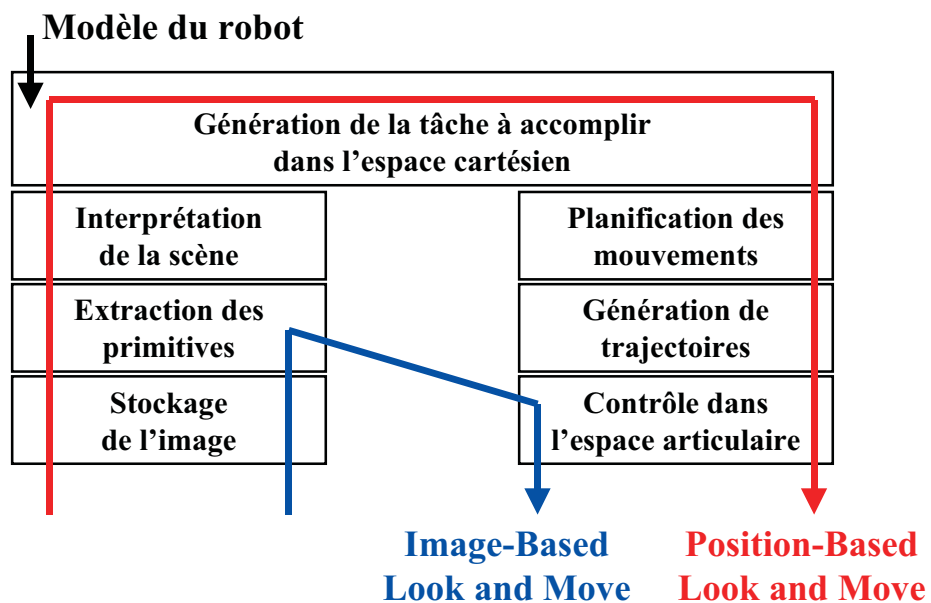 Modèle du robot
Génération de la tâche à accomplir
dans l’espace cartésien
Interprétation
de la scène
Planification des
mouvements
Extraction des
primitives
Génération de
trajectoires
Stockage
de l’image
Contrôle dans
l’espace articulaire
Image-Based
Look and Move
Position-Based
Look and Move